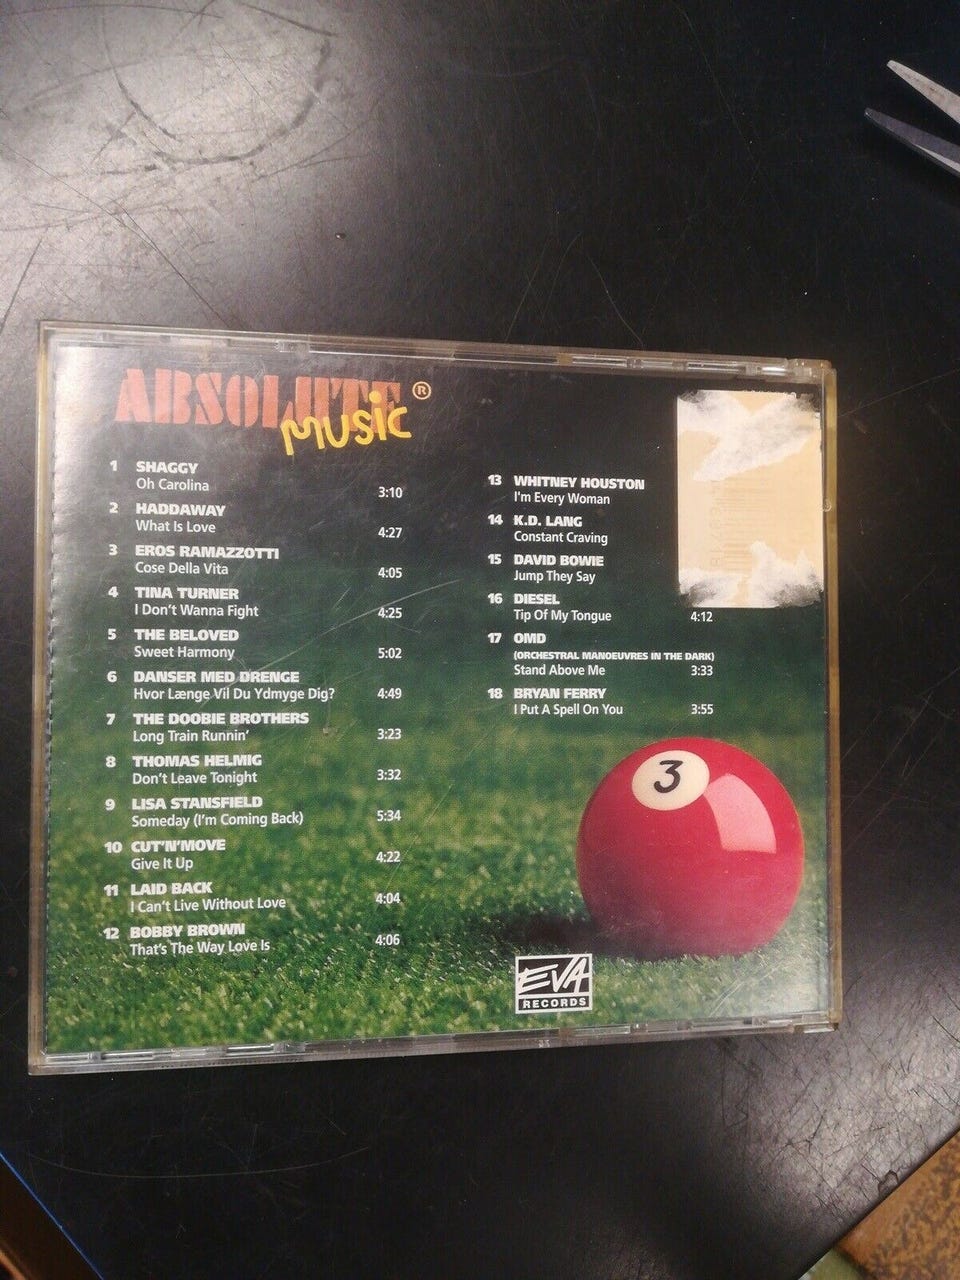 ABSOLUTE music®
1 SHAGGY
Oh Carolina 3:10
2 HADDAWAY
What Is Love 4:27
3 EROS RAMAZZOTTI
Cose Della Vita 4:05
4 TINA TURNER
I Don't Wanna Fight 4:25
5 THE BELOVED
Sweet Harmony 5:02
6 DANSER MED DRENGE
Hvor Længe Vil Du Ydmyge Dig? 4:49
7 THE DOOBIE BROTHERS
Long Train Runnin' 3:23
8 THOMAS HELMIG
Don't Leave Tonight 3:32
9 LISA STANSFIELD
Someday (I'm Coming Back) 5:34
10 CUT'N'MOVE
Give It Up 4:22
11 LAID BACK
I Can't Live Without Love 4:04
12 BOBBY BROWN
That's The Way Love Is 4:06
13 WHITNEY HOUSTON
I'm Every Woman
14 K.D. LANG
Constant Craving
15 DAVID BOWIE
Jump They Say
16 DIESEL
Tip Of My Tongue 4:12
17 OMD
(ORCHESTRAL MANOEUVRES IN THE DARK)
Stand Above Me 3:33
18 BRYAN FERRY
I Put A Spell On You 3:55
3
EVA
RECORDS